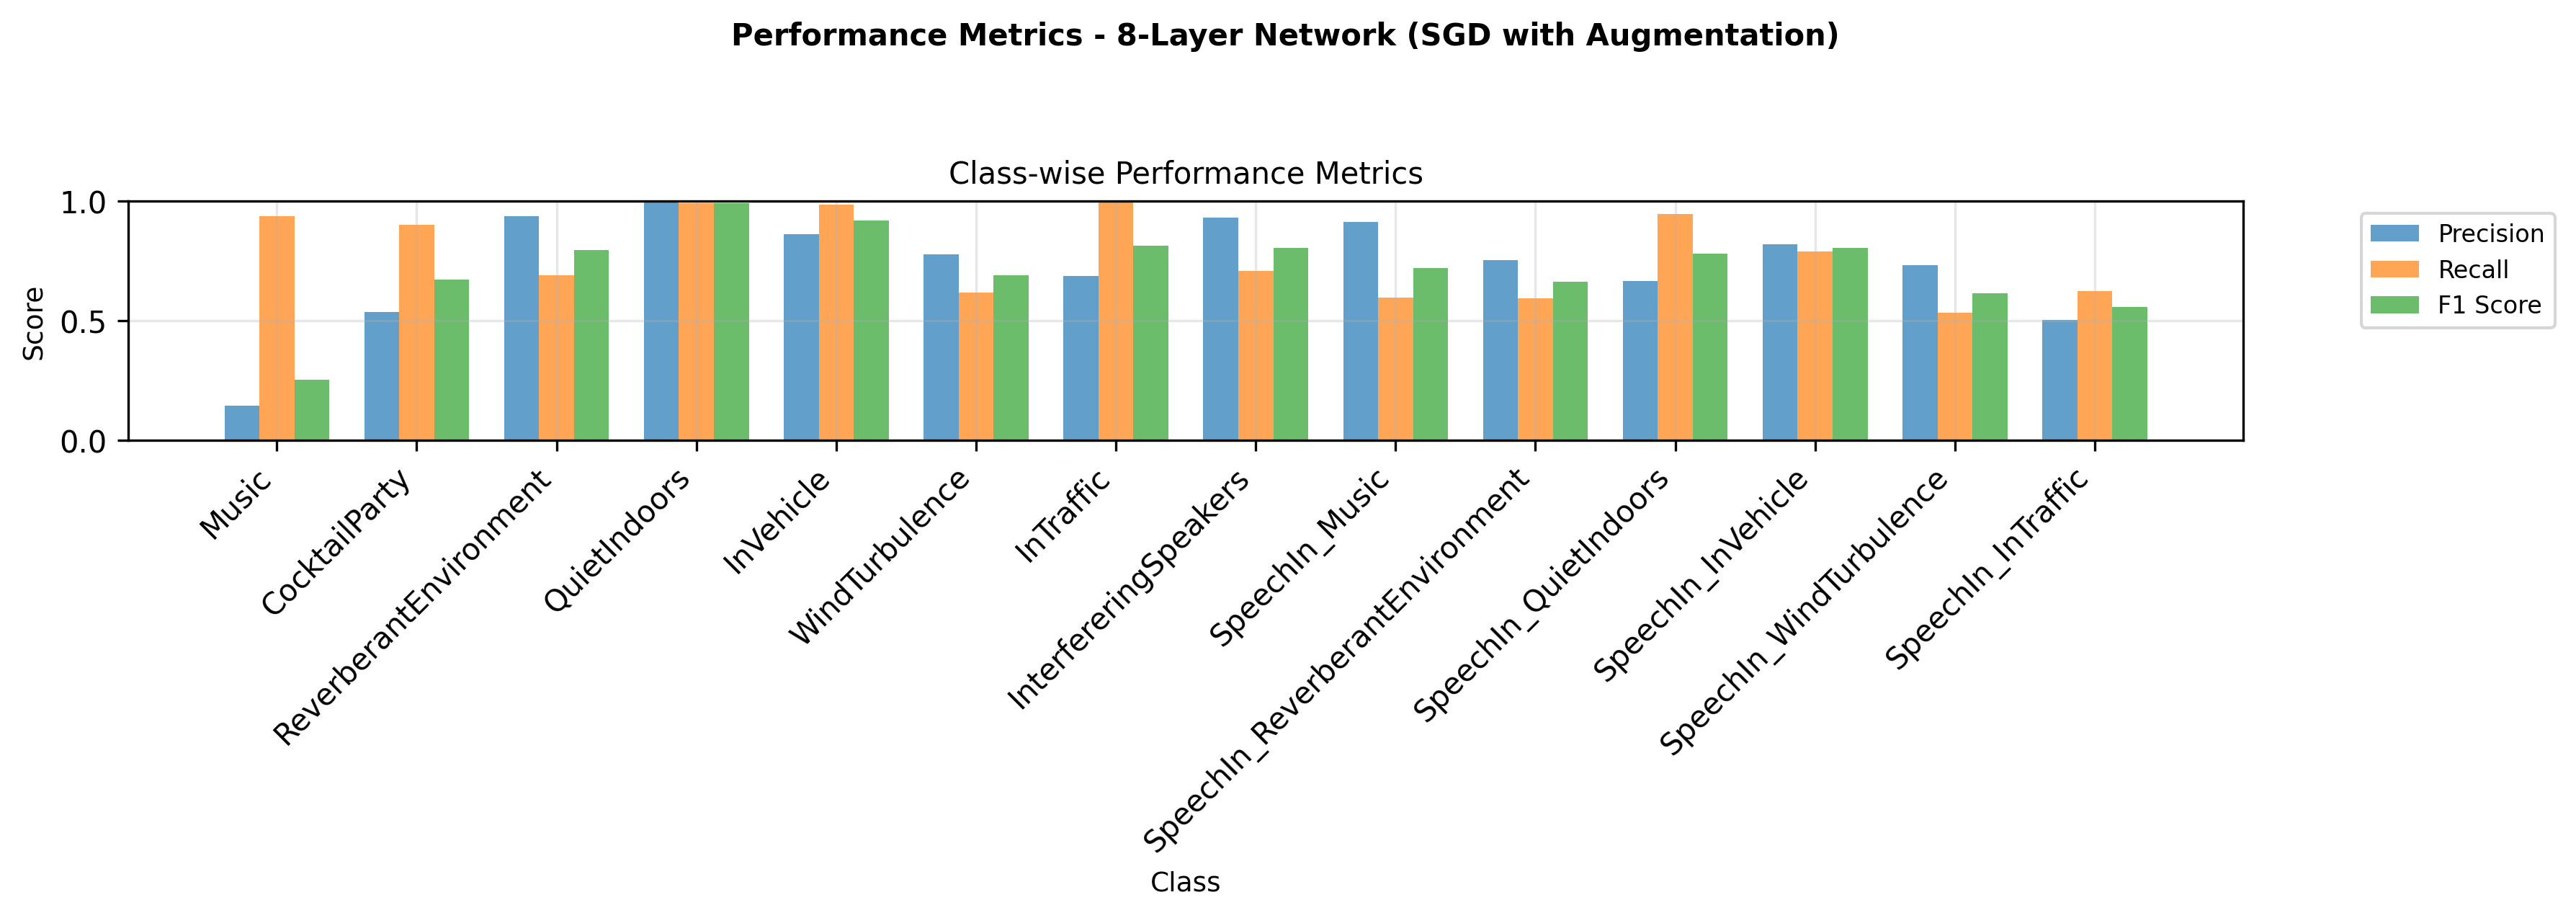 Performance Metrics - 8-Layer Network (SGD with Augmentation)
Class-wise Performance Metrics
1.0
0.5
0.0
Score
Precision
Recall
F1 Score
Music
CocktailParty
ReverberantEnvironment
QuietIndoors
InVehicle
WindTurbulence
InTraffic
InterferingSpeakers
SpeechIn_Music
SpeechIn_ReverberantEnvironment
SpeechIn_QuietIndoors
SpeechIn_InVehicle
SpeechIn_WindTurbulence
SpeechIn_InTraffic
Class